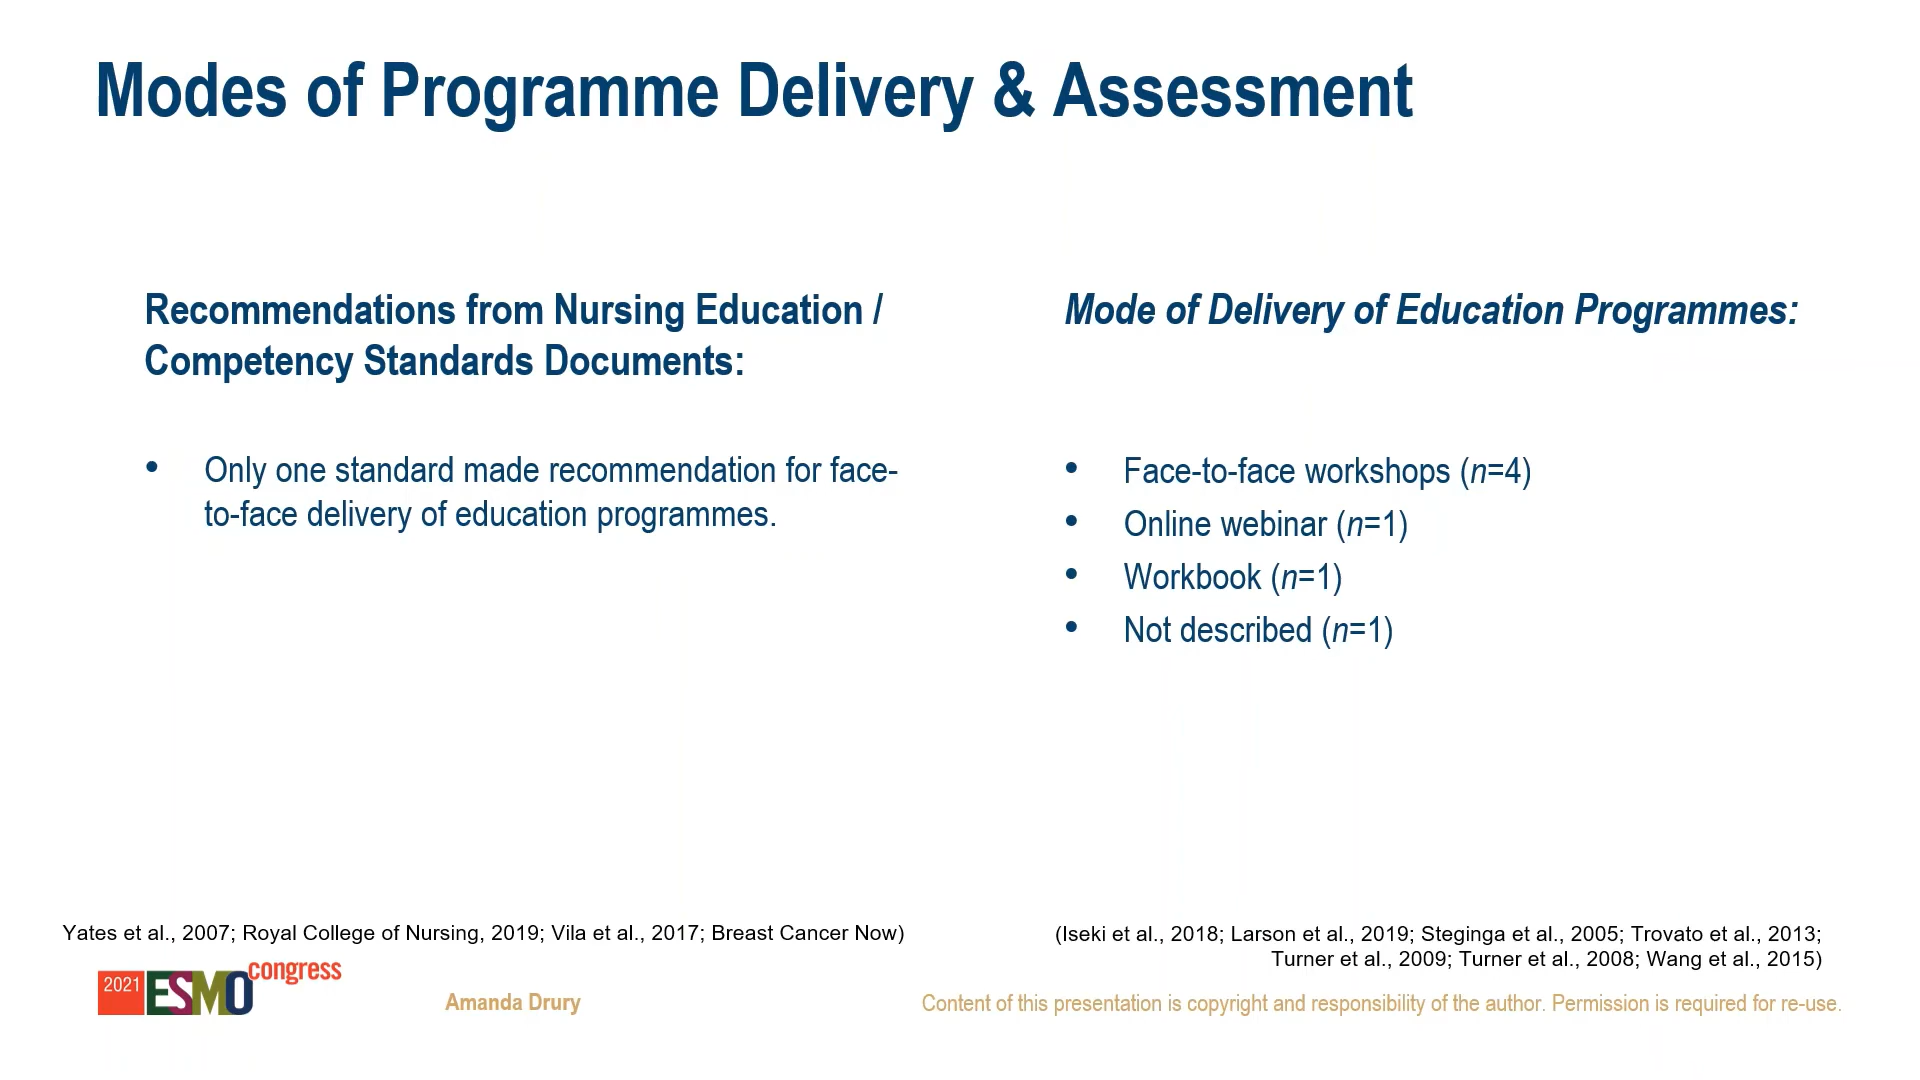 Modes of Programme Delivery & Assessment
Recommendations from Nursing Education /
Competency Standards Documents:
• Only one standard made recommendation for face-
to-face delivery of education programmes.
Mode of Delivery of Education Programmes:
• Face-to-face workshops (n=4)
• Online webinar (n=1)
• Workbook (n=1)
• Not described (n=1)
Yates et al., 2007; Royal College of Nursing, 2019; Vila et al., 2017; Breast Cancer Now)
(Iseki et al., 2018; Larson et al., 2019; Steginga et al., 2005; Trovato et al., 2013;
Turner et al., 2009; Turner et al., 2008; Wang et al., 2015)
2021 ESMO congress
Amanda Drury
Content of this presentation is copyright and responsibility of the author. Permission is required for re-use.